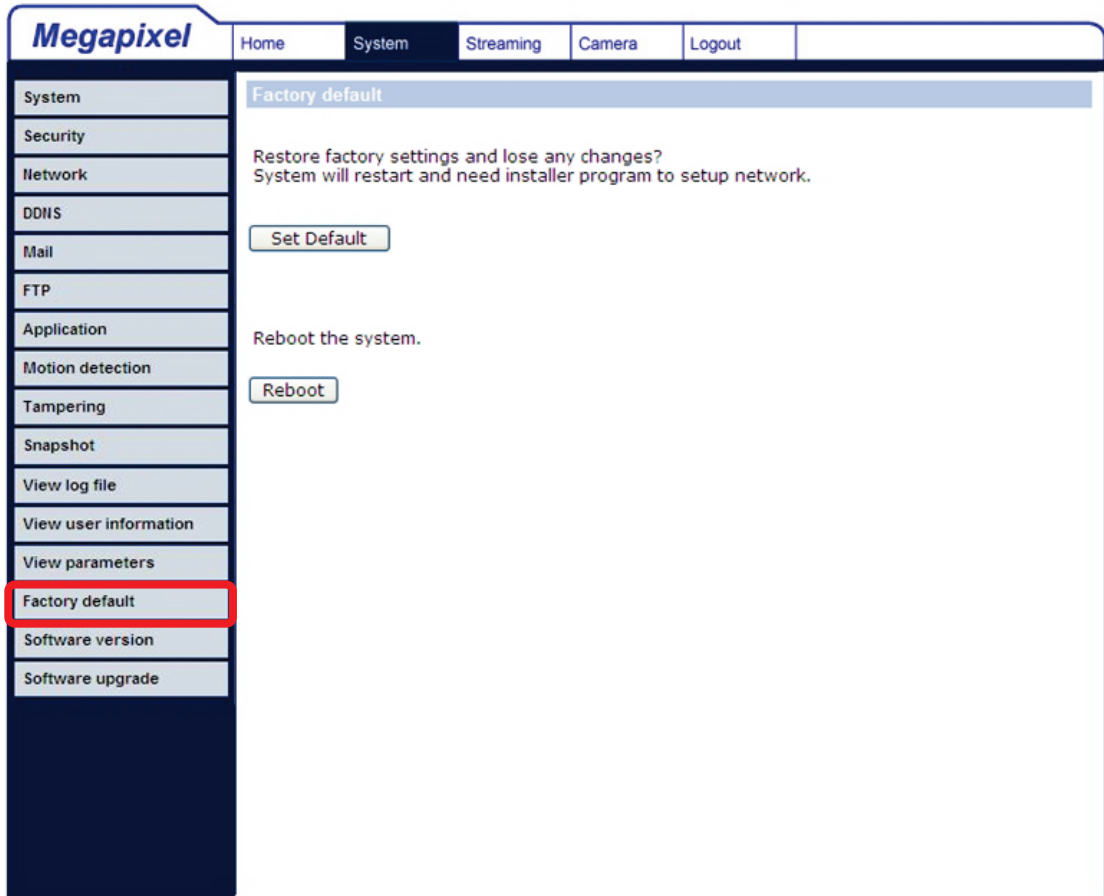 Megapixel
Home System Streaming Camera Logout
System
Security
Network
DDNS
Mail
FTP
Application
Motion detection
Tampering
Snapshot
View log file
View user information
View parameters
Factory default
Software version
Software upgrade
Factory default
Restore factory settings and lose any changes?
System will restart and need installer program to setup network.
Set Default
Reboot the system.
Reboot